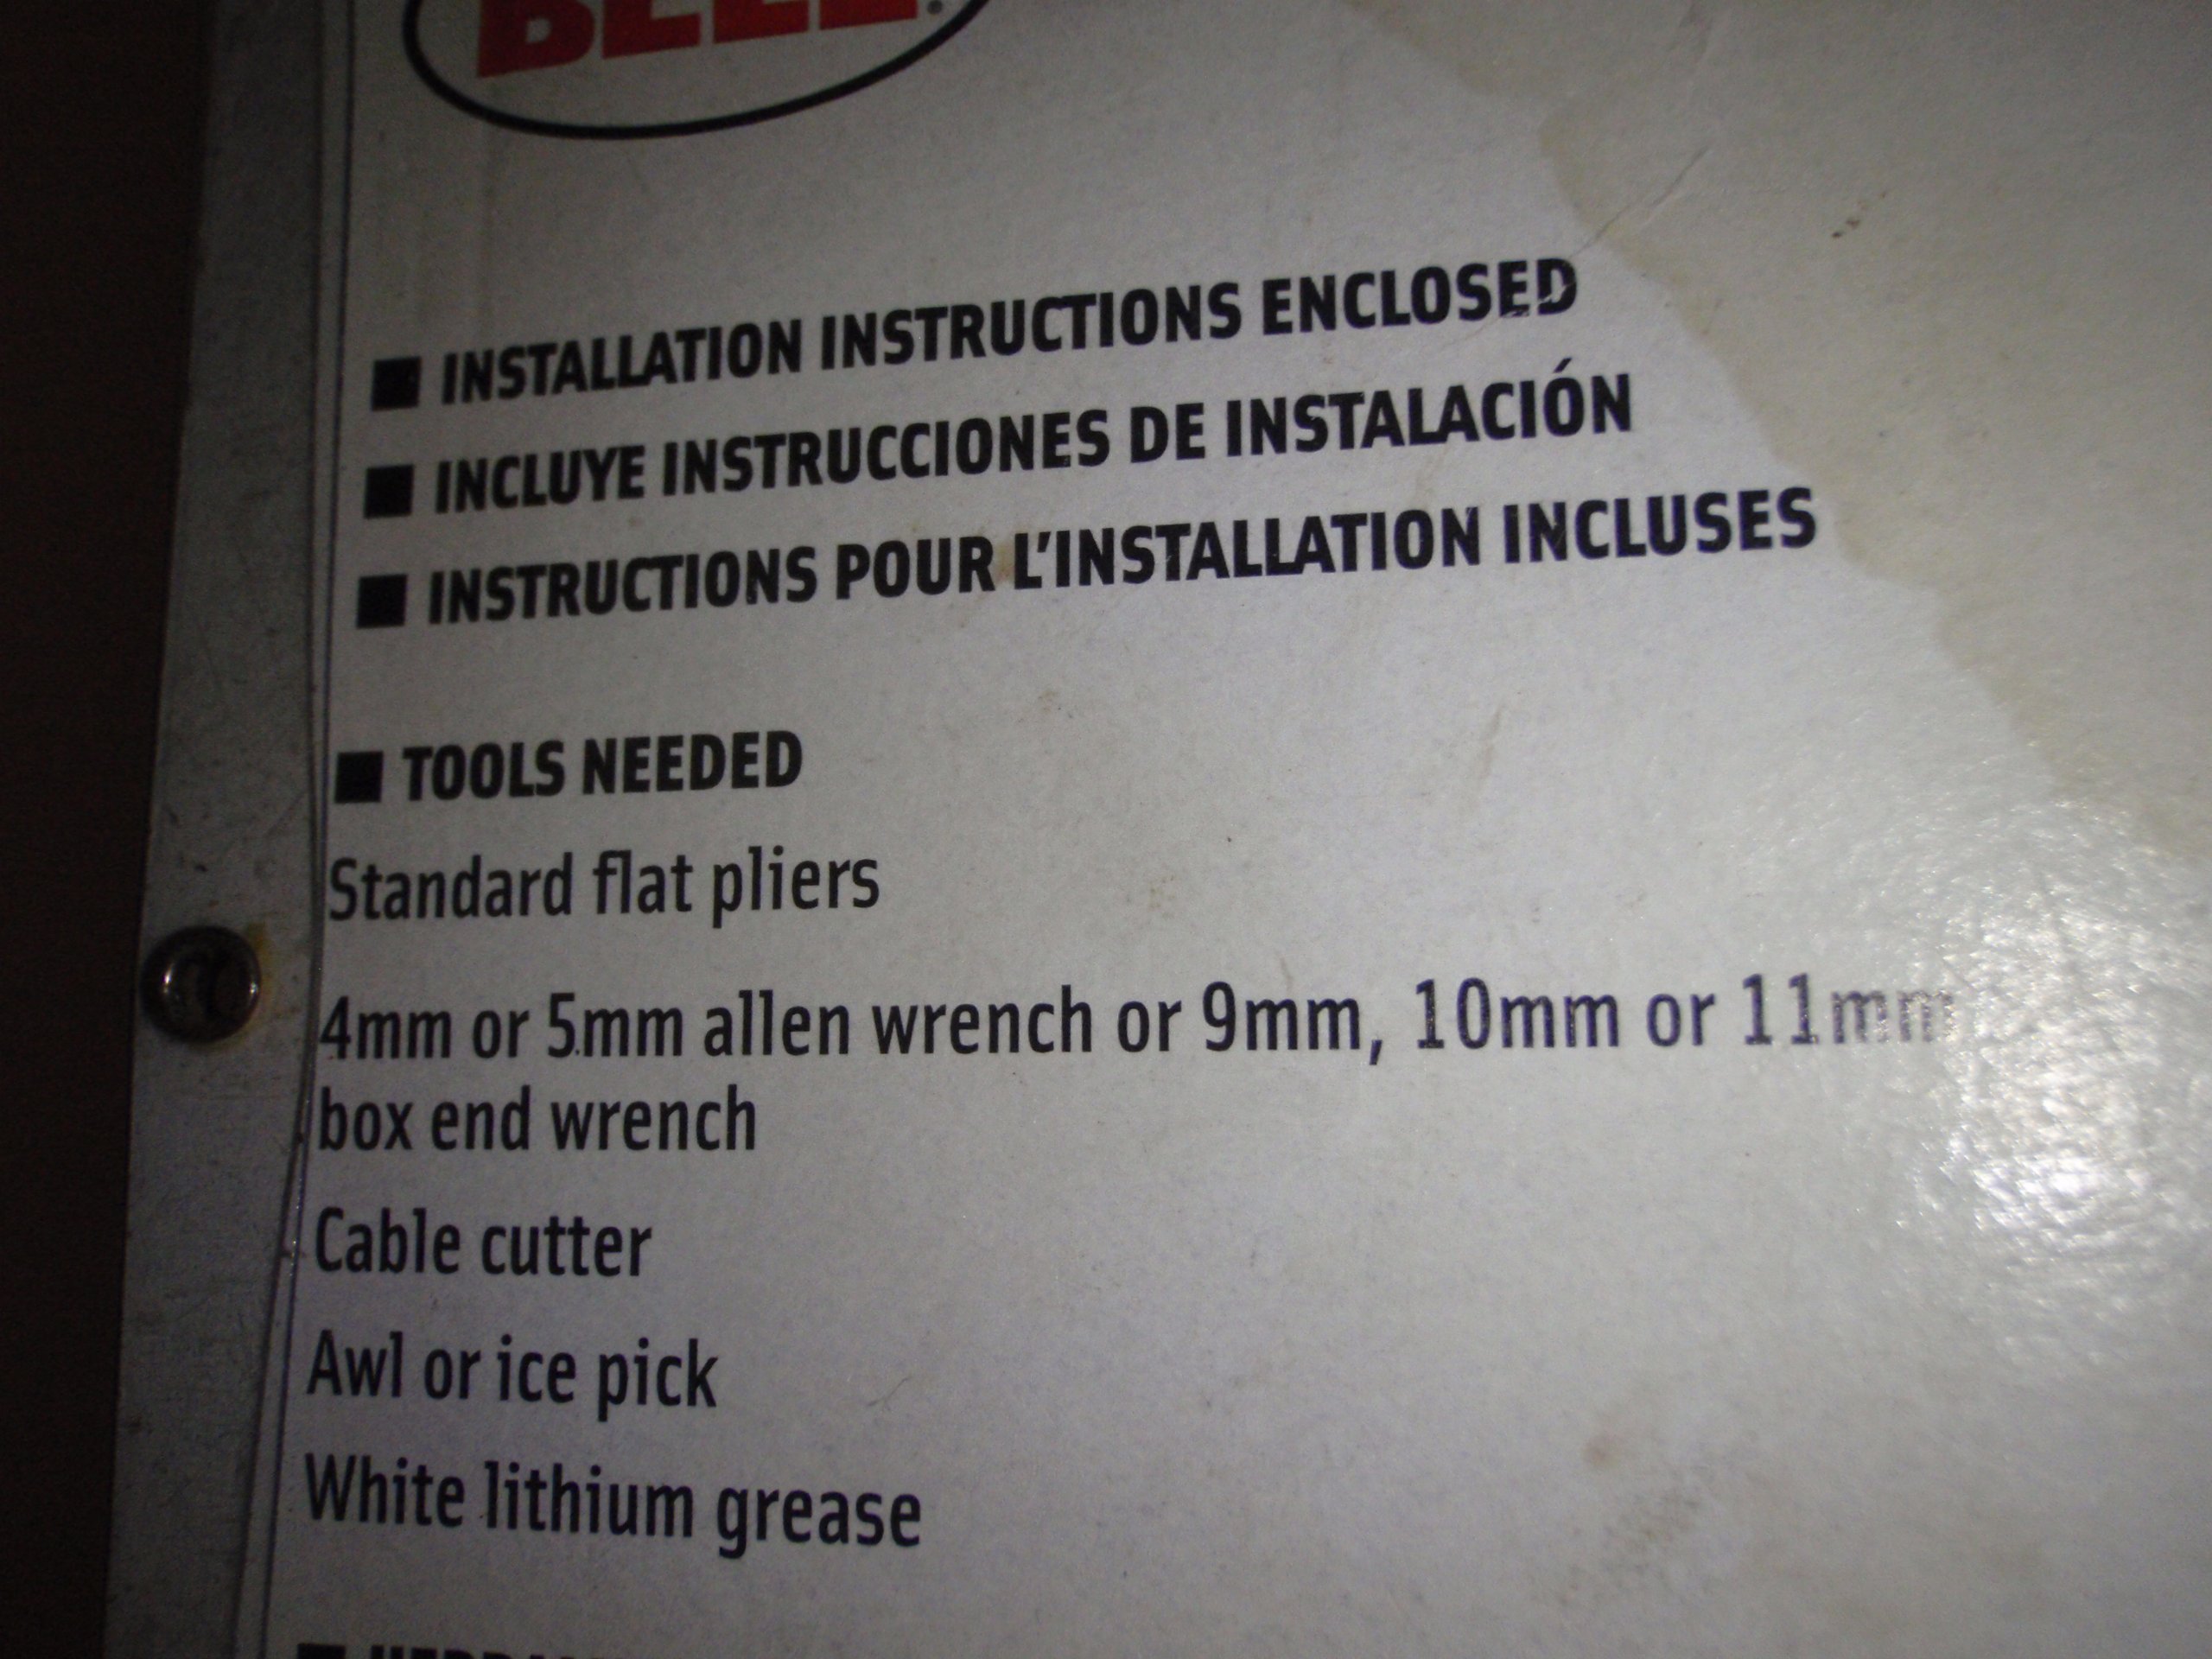 BELL
■ INSTALLATION INSTRUCTIONS ENCLOSED
■ INCLUYE INSTRUCCIONES DE INSTALACIÓN
■ INSTRUCTIONS POUR L'INSTALLATION INCLUSES
■ TOOLS NEEDED
Standard flat pliers
4mm or 5mm allen wrench or 9mm, 10mm or 11mm
box end wrench
Cable cutter
Awl or ice pick
White lithium grease